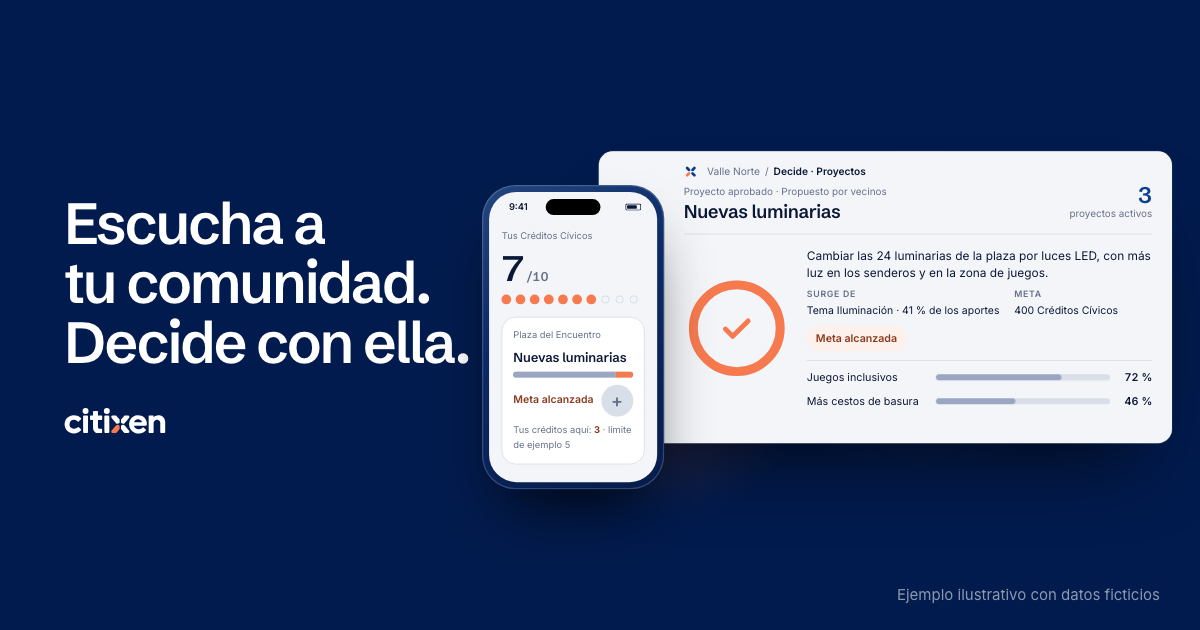 Escucha a
tu comunidad.
Decide con ella.
citixen
9:41
Tus Créditos Cívicos
7 /10
Plaza del Encuentro
Nuevas luminarias
Meta alcanzada
+
Tus créditos aquí: 3 · límite
de ejemplo 5
Valle Norte / Decide · Proyectos
Proyecto aprobado · Propuesto por vecinos
Nuevas luminarias
3
proyectos activos
Cambiar las 24 luminarias de la plaza por luces LED, con más
luz en los senderos y en la zona de juegos.
SURGE DE
Tema Iluminación · 41 % de los aportes
META
400 Créditos Cívicos
Meta alcanzada
Juegos inclusivos 72 %
Más cestos de basura 46 %
Ejemplo ilustrativo con datos ficticios